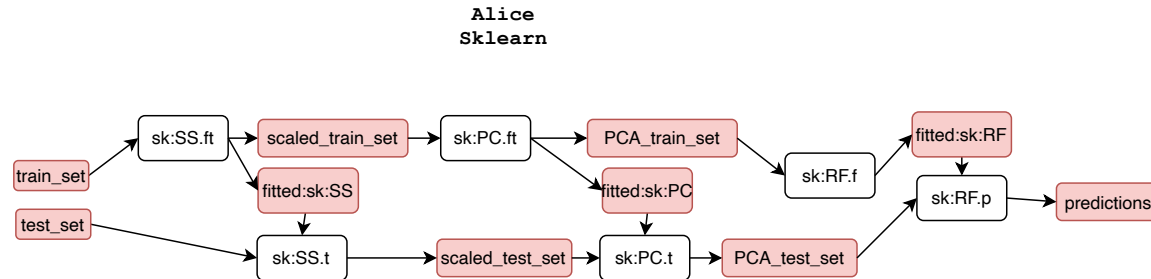 Alice
Sklearn
sk:SS.ft
scaled_train_set
sk:PC.ft
PCA_train_set
fitted:sk:RF
train_set
fitted:sk:SS
fitted:sk:PC
sk:RF.f
sk:RF.p
predictions
test_set
sk:SS.t
scaled_test_set
sk:PC.t
PCA_test_set